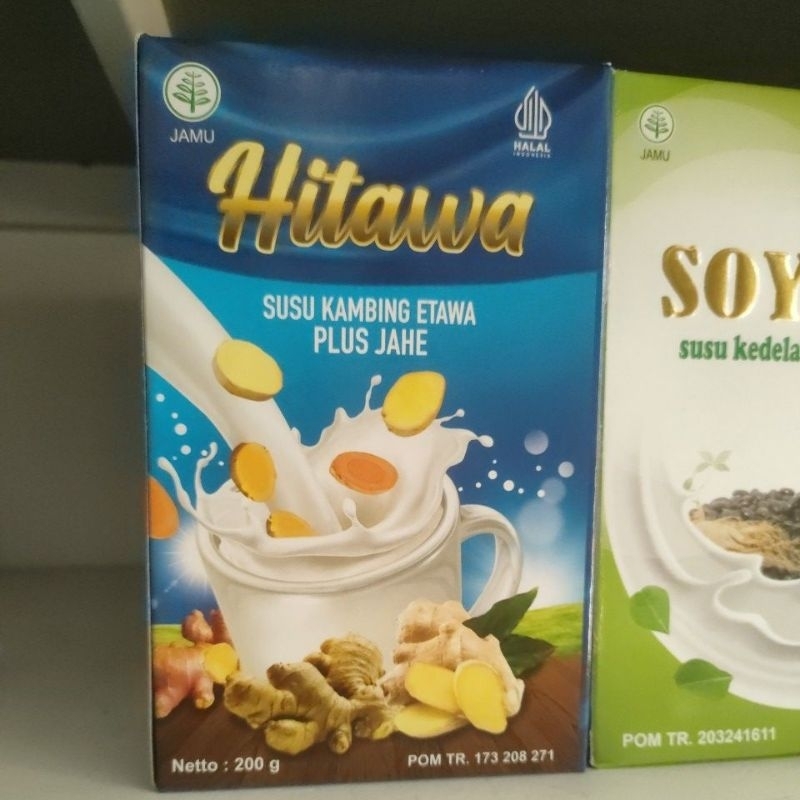 JAMU
HALAL
INDONESIA
Hitawa
SUSU KAMBING ETAWA
PLUS JAHE
Netto : 200 g
POM TR. 173 208 271
JAMU
SOY
susu kedela
POM TR. 203241611